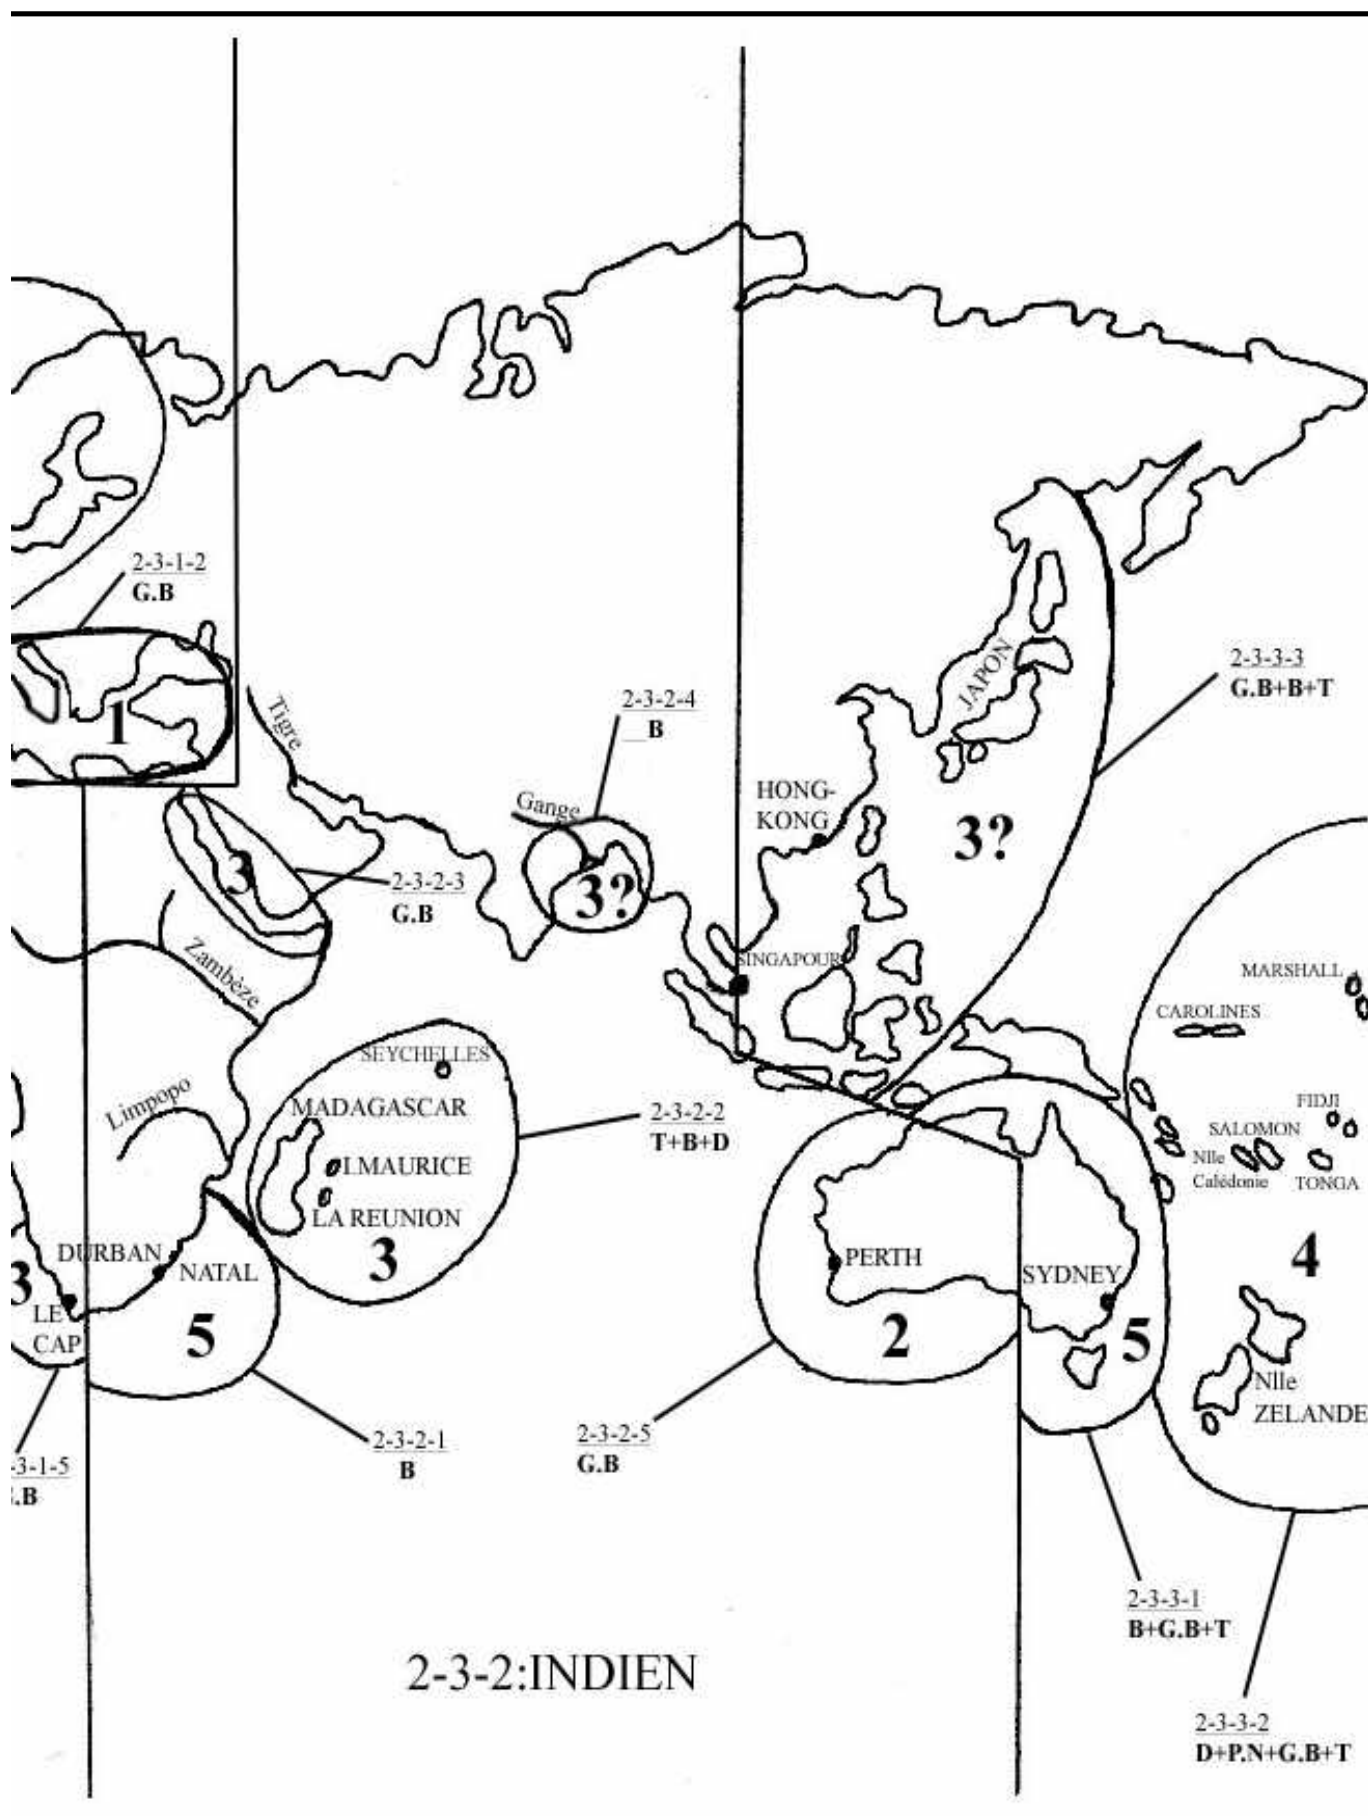 2-3-1-2
G.B
1
Tigre
2-3-2-4
__B
JAPON
2-3-3-3
G.B+B+T
Gange
HONG-
KONG
3?
3
2-3-2-3
G.B
3?
Zambèze
SINGAPOUR
MARSHALL
CAROLINES
SEYCHELLES
MADAGASCAR
Limpopo
2-3-2-2
T+B+D
FIDJI
SALOMON
I.MAURICE
Nlle
Calédonie
TONGA
LA REUNION
DURBAN
NATAL
3
PERTH
SYDNEY
4
3
LE
CAP
5
2
5
Nlle
ZELANDE
2-3-2-1
B
2-3-2-5
G.B
-3-1-5
.B
2-3-3-1
B+G.B+T
2-3-2:INDIEN
2-3-3-2
D+P.N+G.B+T